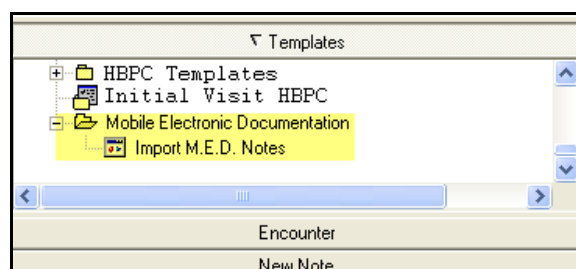 Templates
HBPC Templates
Initial Visit HBPC
Mobile Electronic Documentation
Import M.E.D. Notes
Encounter
New Note